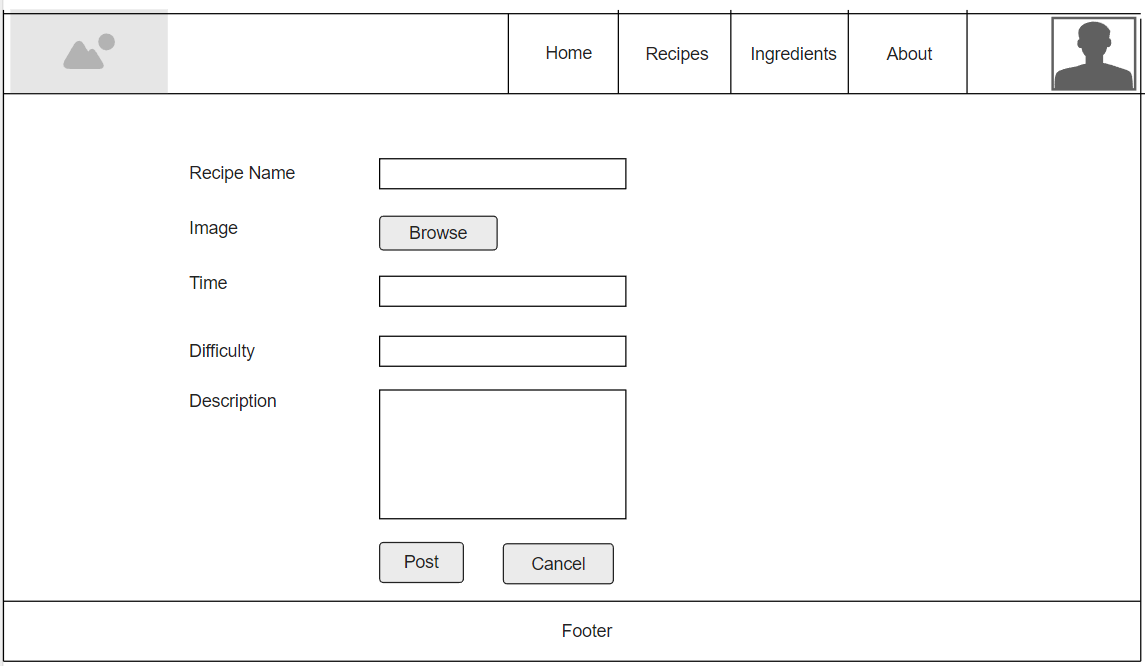 Home Recipes Ingredients About
Recipe Name
Image Browse
Time
Difficulty
Description
Post Cancel
Footer